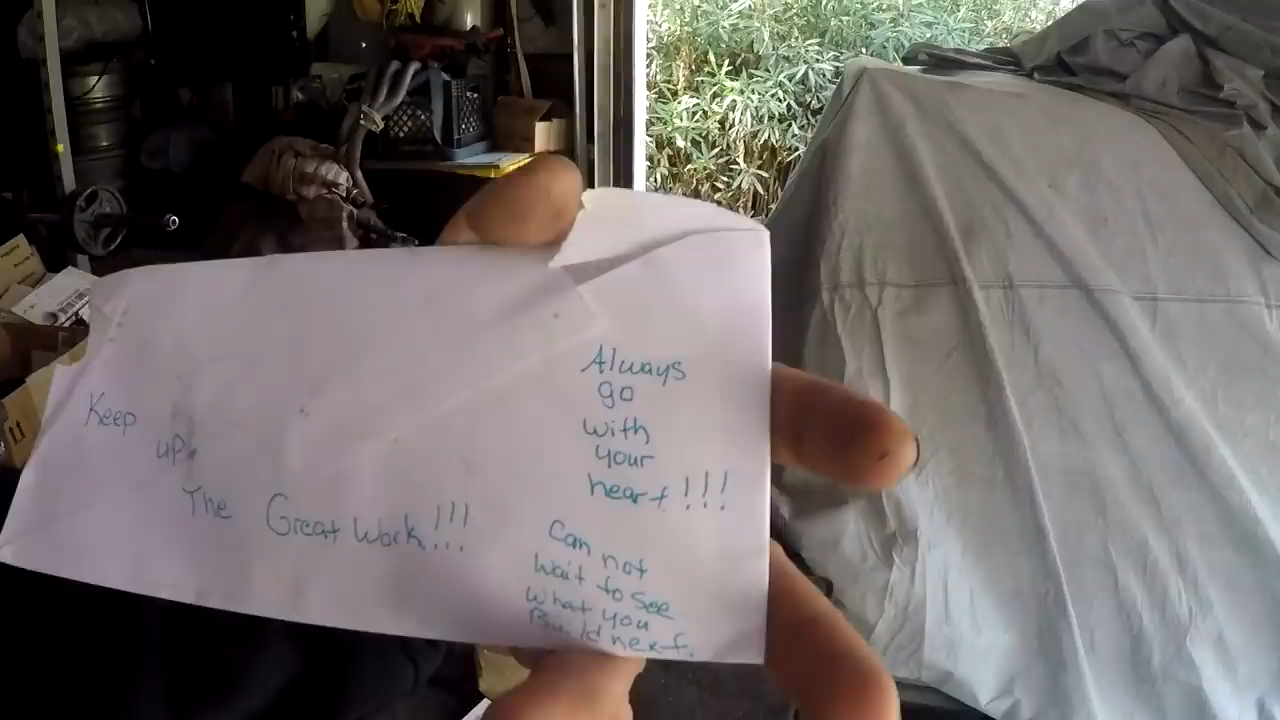 Keep
up.
The Great Work!!!
Always
go
with
your
heart!!!
Can not
wait to see
what you
Build next.